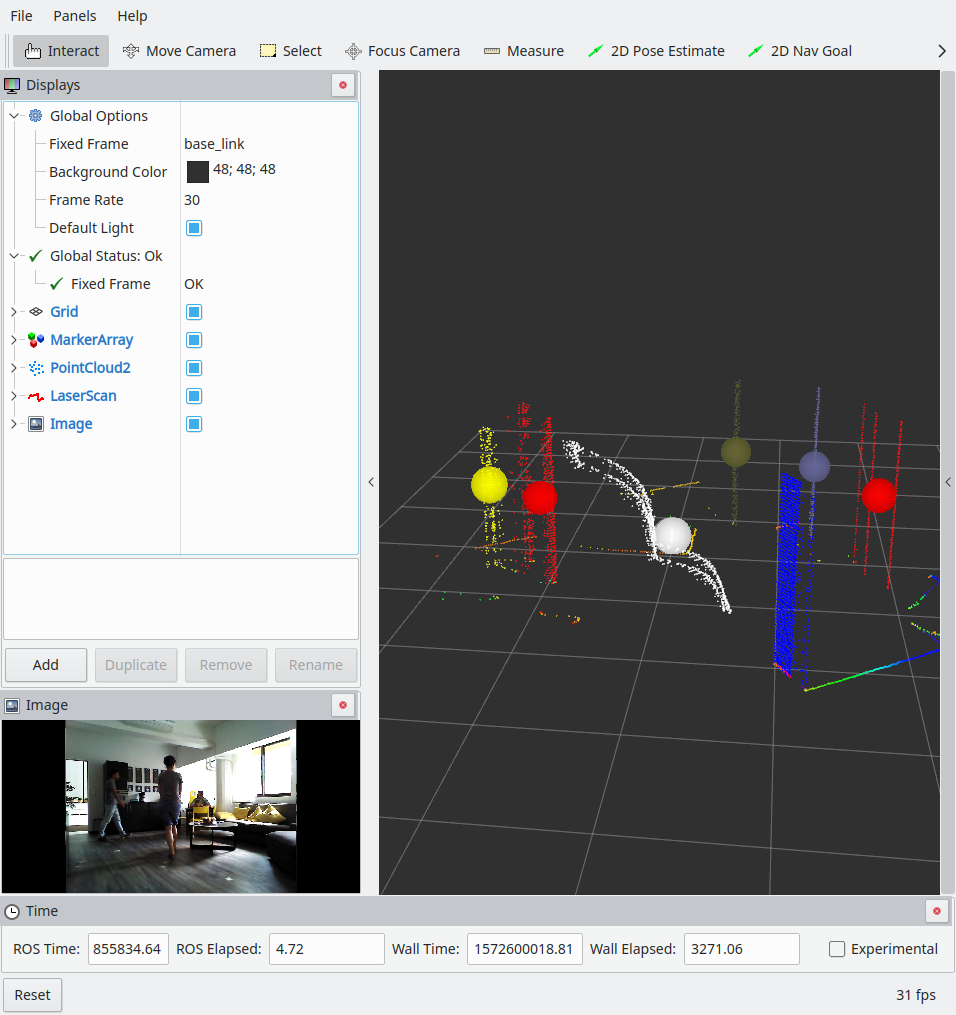 File Panels Help
Interact Move Camera Select Focus Camera Measure 2D Pose Estimate 2D Nav Goal
Displays
Global Options
Fixed Frame base_link
Background Color 48; 48; 48
Frame Rate 30
Default Light
Global Status: Ok
Fixed Frame OK
Grid
MarkerArray
PointCloud2
LaserScan
Image
Add Duplicate Remove Rename
Image
Time
ROS Time: 855834.64 ROS Elapsed: 4.72 Wall Time: 1572600018.81 Wall Elapsed: 3271.06 Experimental
Reset 31 fps